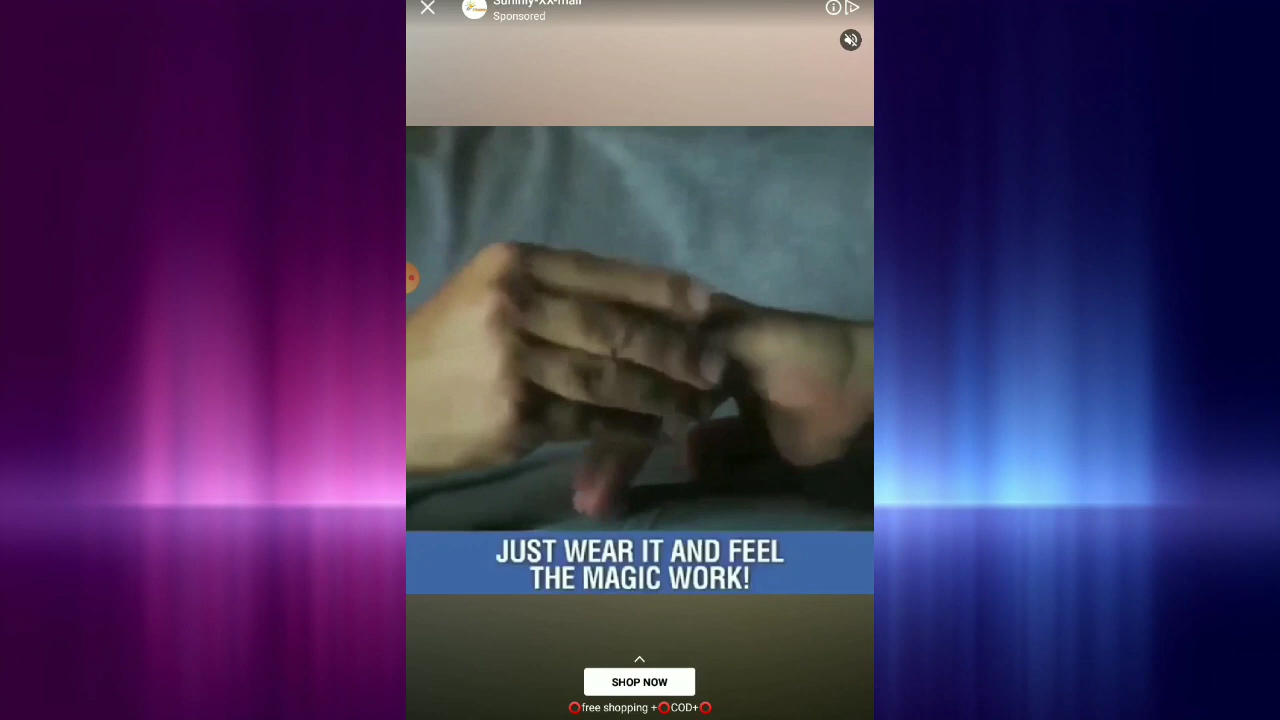 Sponsored
JUST WEAR IT AND FEEL
THE MAGIC WORK!
SHOP NOW
⭕free shopping +⭕COD+⭕